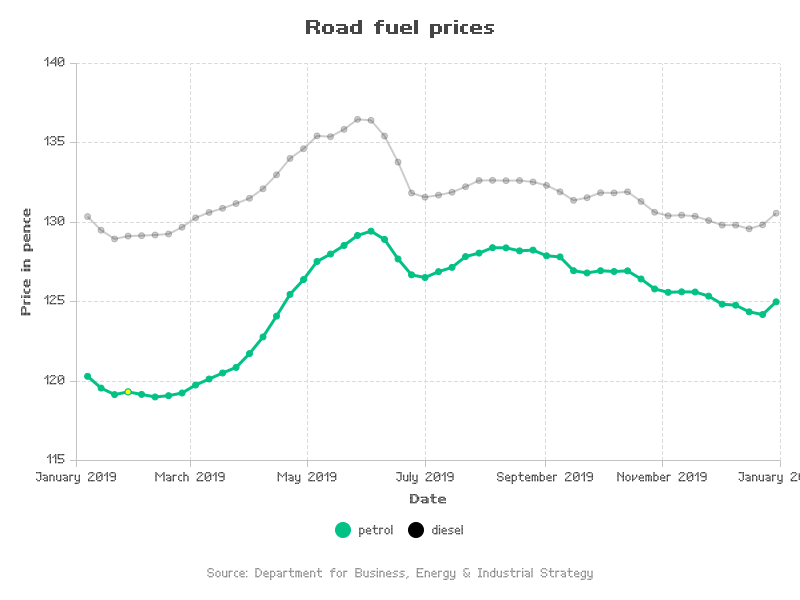 Road fuel prices
140
135
130
125
120
115
Price in pence
January 2019 March 2019 May 2019 July 2019 September 2019 November 2019 January 20
Date
petrol diesel
Source: Department for Business, Energy & Industrial Strategy